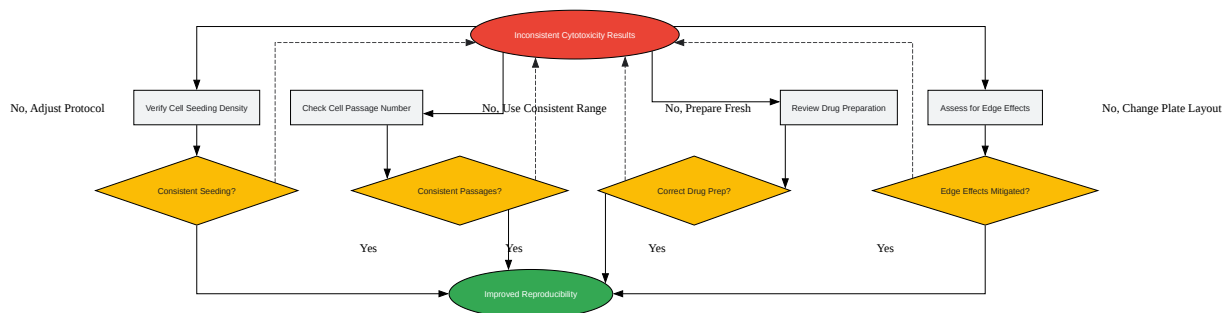 Inconsistent Cytotoxicity Results
No, Adjust Protocol
Verify Cell Seeding Density
Check Cell Passage Number
No, Use Consistent Range
No, Prepare Fresh
Review Drug Preparation
Assess for Edge Effects
No, Change Plate Layout
Consistent Seeding?
Consistent Passages?
Correct Drug Prep?
Edge Effects Mitigated?
Yes
Yes
Yes
Yes
Improved Reproducibility